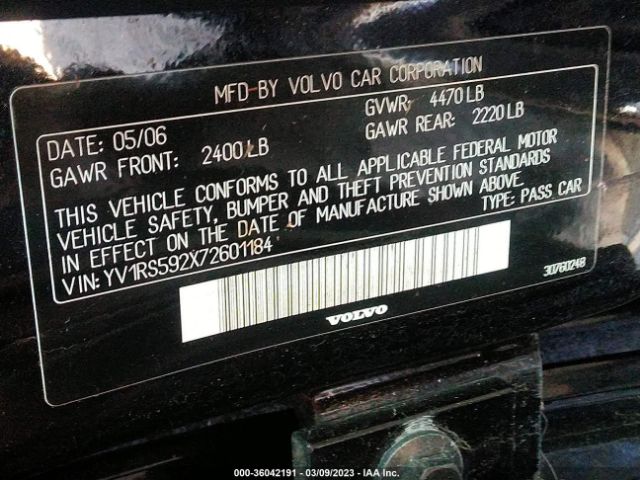 MFD BY VOLVO CAR CORPORATION
DATE: 05/06
GVWR: 4470 LB
GAWR FRONT: 2400 LB
GAWR REAR: 2220 LB
THIS VEHICLE CONFORMS TO ALL APPLICABLE FEDERAL MOTOR
VEHICLE SAFETY, BUMPER AND THEFT PREVENTION STANDARDS
IN EFFECT ON THE DATE OF MANUFACTURE SHOWN ABOVE.
VIN: YV1RS592X72601184
TYPE: PASS CAR
30760248
VOLVO
000-36042191 - 03/09/2023 - IAA Inc.